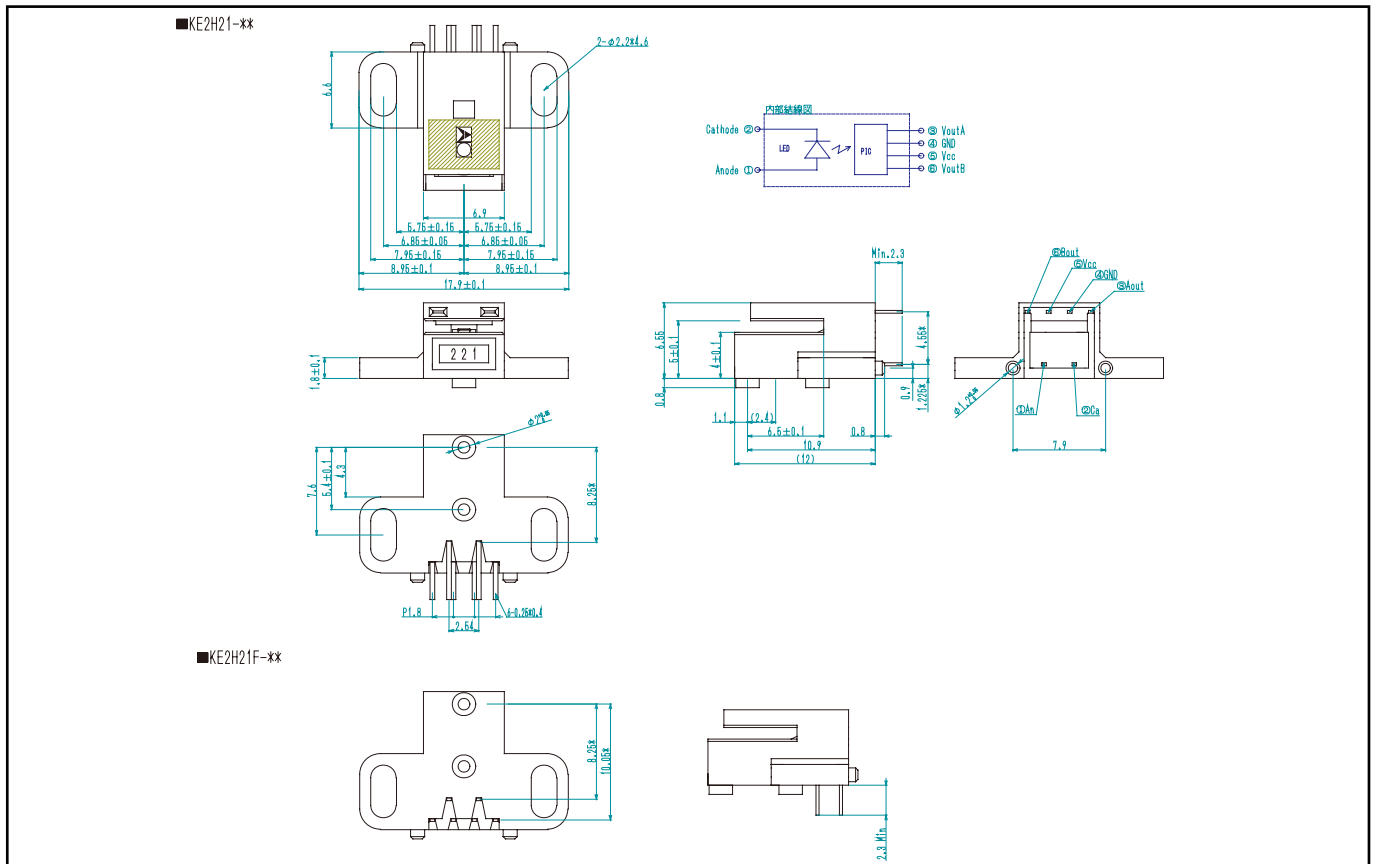 ■KE2H21-**
2-φ2.2*4.6
6.6
6.9
5.75±0.15 5.75±0.15
6.85±0.05 6.85±0.05
7.95±0.15 7.95±0.15
8.95±0.1 8.95±0.1
17.9±0.1
内部結線図
Cathode ②
Anode ①
LED
PIC
③ VoutA
④ GND
⑤ Vcc
⑥ VoutB
221
1.8±0.1
Min.2.3
6.55
5±0.1
4±0.1
4.55*
0.9
1.225*
0.8
1.1
(2.4)
6.5±0.1
0.8
10.9
(12)
⑥Bout
⑤Vcc
④GND
③Aout
φ1.2
①An
②Ca
7.9
φ2
7.6
5.4±0.1
4.3
8.25*
P1.8
2.54
6-0.25*0.4
■KE2H21F-**
8.25*
10.05*
2.3 Min